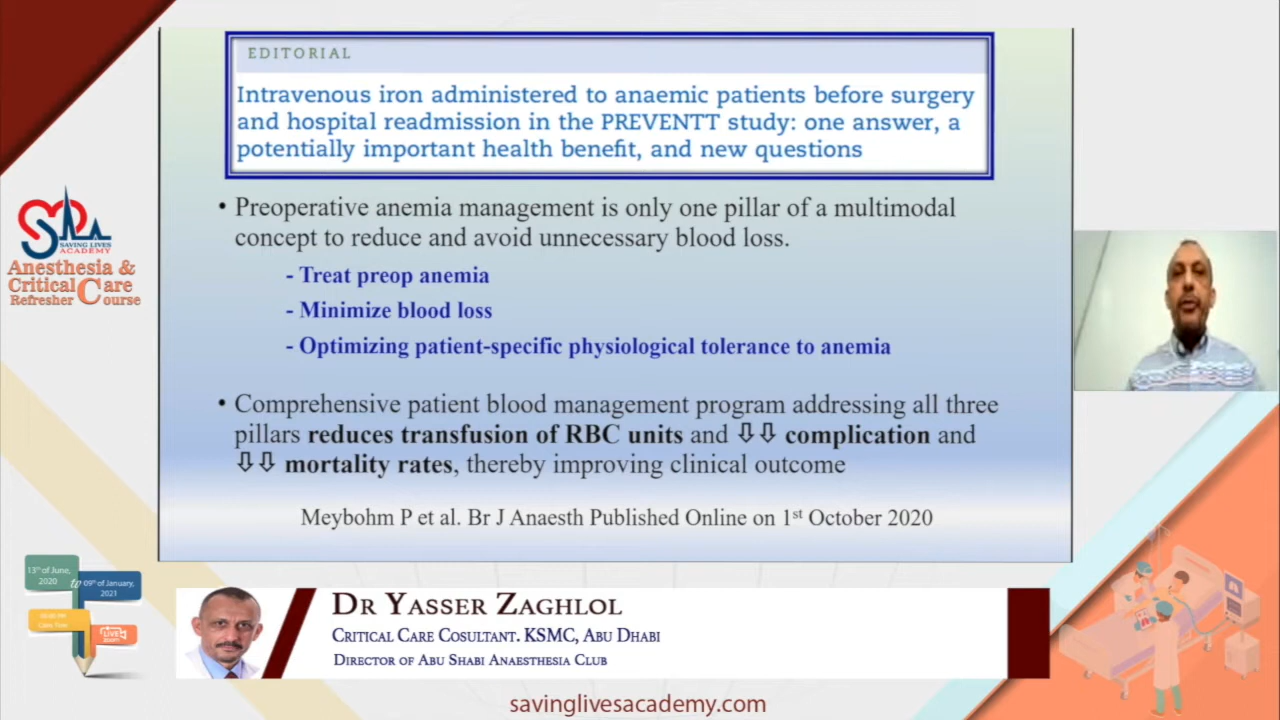 EDITORIAL
Intravenous iron administered to anaemic patients before surgery
and hospital readmission in the PREVENTT study: one answer, a
potentially important health benefit, and new questions
• Preoperative anemia management is only one pillar of a multimodal
concept to reduce and avoid unnecessary blood loss.
- Treat preop anemia
- Minimize blood loss
- Optimizing patient-specific physiological tolerance to anemia
• Comprehensive patient blood management program addressing all three
pillars reduces transfusion of RBC units and ⇩⇩ complication and
⇩⇩ mortality rates, thereby improving clinical outcome
Meybohm P et al. Br J Anaesth Published Online on 1st October 2020
SAVING LIVES
ACADEMY
Anesthesia &
Critical Care
Refresher Course
13th of June,
2020
to
09th of January,
2021
LIVE
DR YASSER ZAGHLOL
CRITICAL CARE COSULTANT. KSMC, ABU DHABI
DIRECTOR OF ABU SHABI ANAESTHESIA CLUB
savinglivesacademy.com